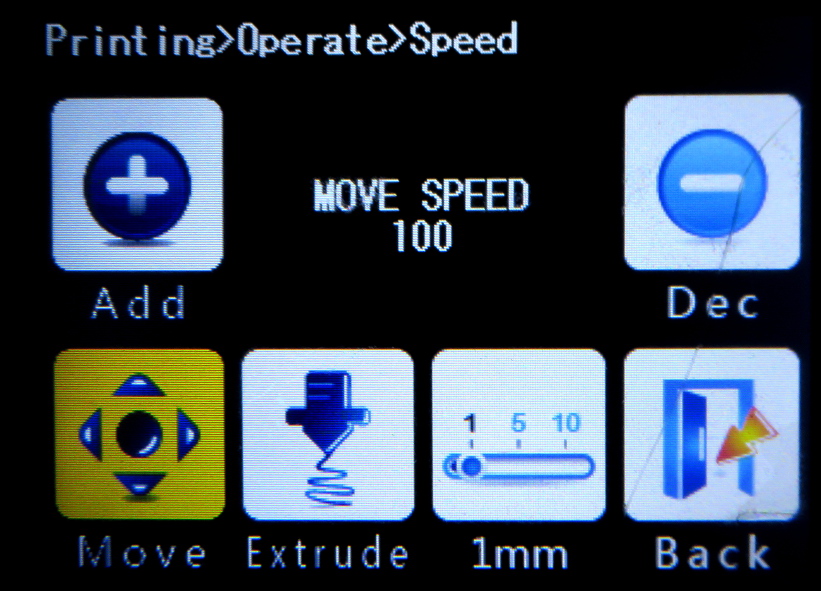 Printing>Operate>Speed
MOVE SPEED
100
Add
Dec
1 5 10
Move
Extrude
1mm
Back